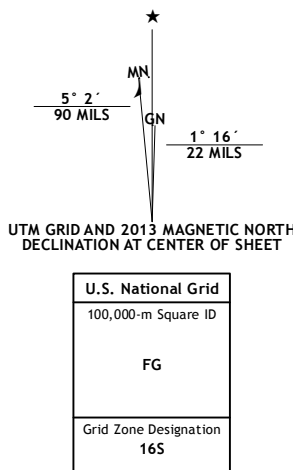 ★
MN
GN
5° 2´
90 MILS
1° 16´
22 MILS
UTM GRID AND 2013 MAGNETIC NORTH
DECLINATION AT CENTER OF SHEET
U.S. National Grid
100,000-m Square ID
FG
Grid Zone Designation
16S